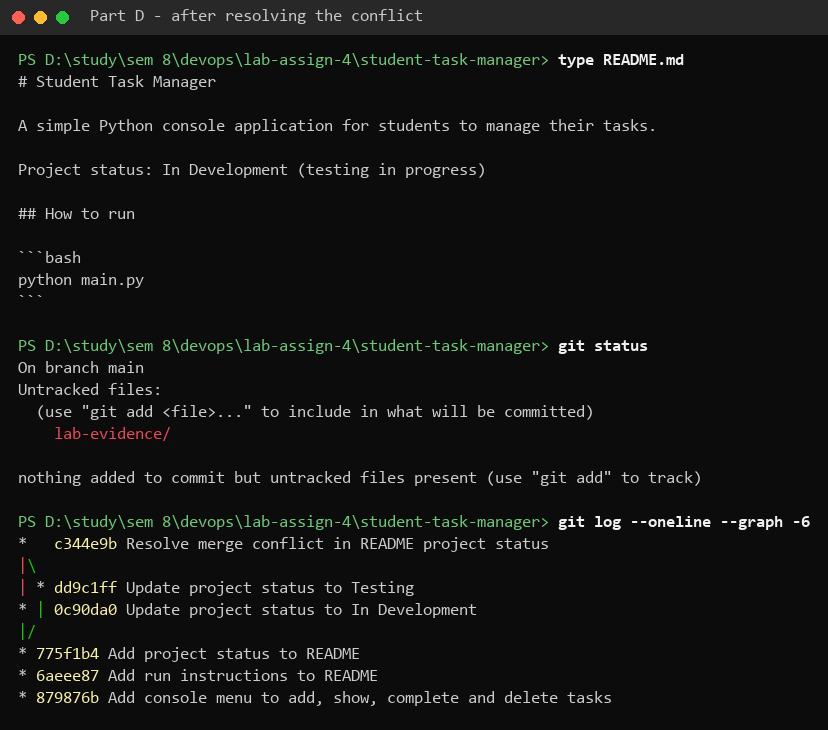 Part D - after resolving the conflict
PS D:\study\sem 8\devops\lab-assign-4\student-task-manager> type README.md
# Student Task Manager
A simple Python console application for students to manage their tasks.
Project status: In Development (testing in progress)
## How to run
```bash
python main.py
```
PS D:\study\sem 8\devops\lab-assign-4\student-task-manager> git status
On branch main
Untracked files:
  (use "git add <file>..." to include in what will be committed)
    lab-evidence/
nothing added to commit but untracked files present (use "git add" to track)
PS D:\study\sem 8\devops\lab-assign-4\student-task-manager> git log --oneline --graph -6
*   c344e9b Resolve merge conflict in README project status
|\
| * dd9c1ff Update project status to Testing
* | 0c90da0 Update project status to In Development
|/
* 775f1b4 Add project status to README
* 6aeee87 Add run instructions to README
* 879876b Add console menu to add, show, complete and delete tasks